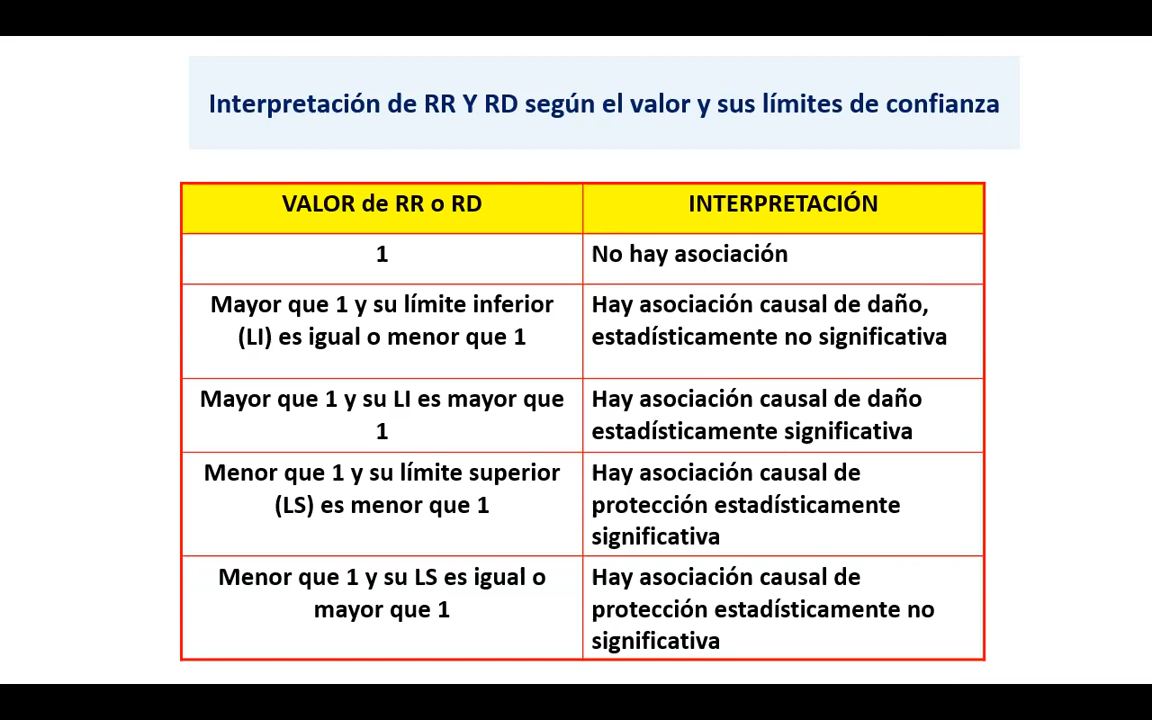 Interpretación de RR Y RD según el valor y sus límites de confianza
VALOR de RR o RD
INTERPRETACIÓN
1
No hay asociación
Mayor que 1 y su límite inferior
(LI) es igual o menor que 1
Hay asociación causal de daño,
estadísticamente no significativa
Mayor que 1 y su LI es mayor que
1
Hay asociación causal de daño
estadísticamente significativa
Menor que 1 y su límite superior
(LS) es menor que 1
Hay asociación causal de
protección estadísticamente
significativa
Menor que 1 y su LS es igual o
mayor que 1
Hay asociación causal de
protección estadísticamente no
significativa